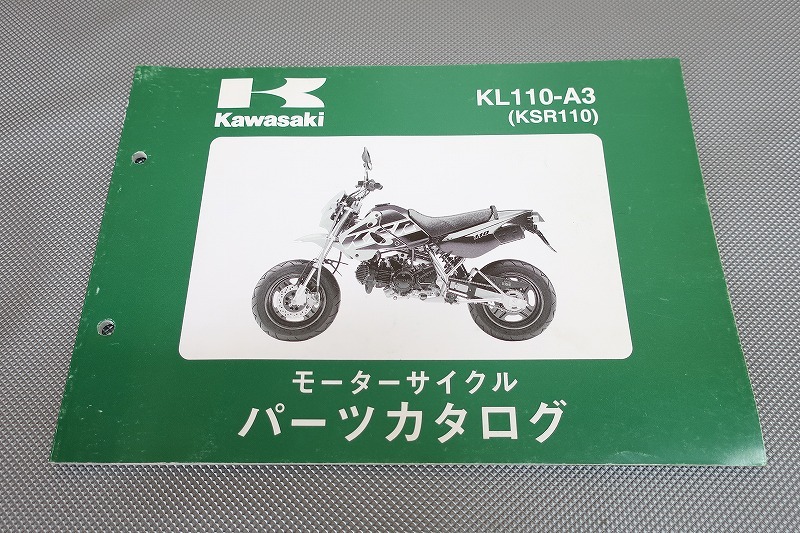 Kawasaki
KL110-A3
(KSR110)
モーターサイクル
パーツカタログ